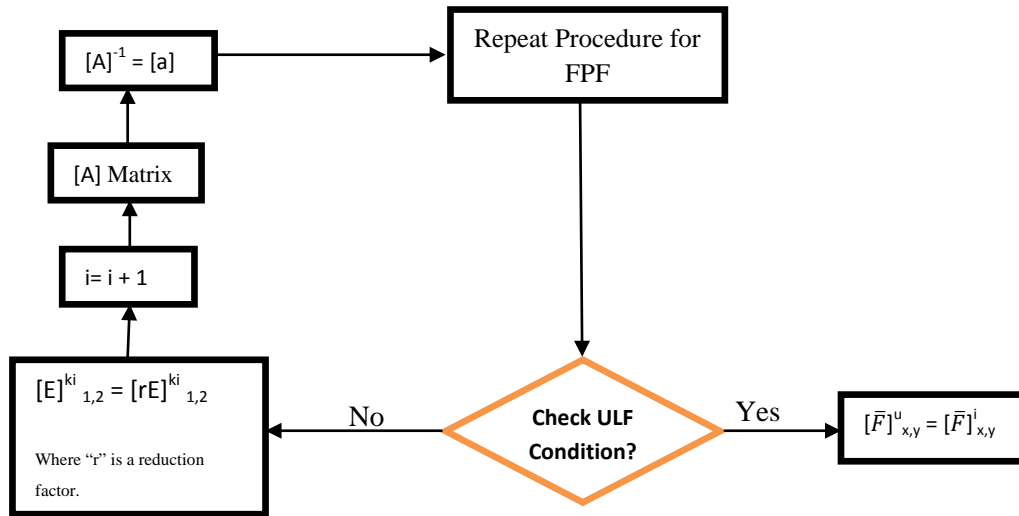 [A]⁻¹ = [a]
Repeat Procedure for
FPF
[A] Matrix
i= i + 1
[E]ᵏⁱ ₁,₂ = [rE]ᵏⁱ ₁,₂
Where “r” is a reduction
factor.
No
Check ULF
Condition?
Yes
[F̅]ᵘₓ,ᵧ = [F̅]ⁱₓ,ᵧ